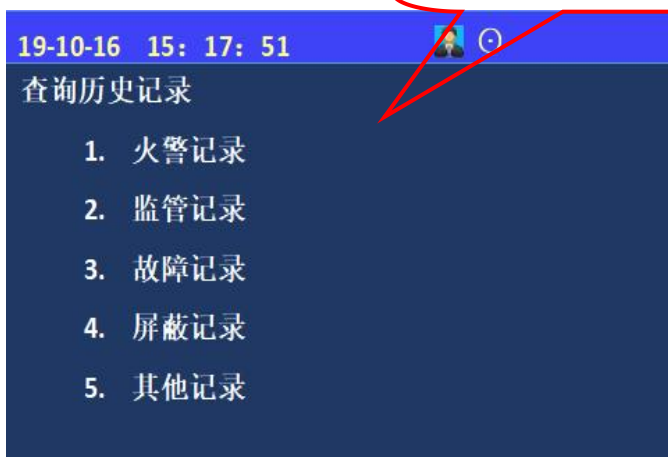 19-10-16 15：17：51
查询历史记录
1. 火警记录
2. 监管记录
3. 故障记录
4. 屏蔽记录
5. 其他记录